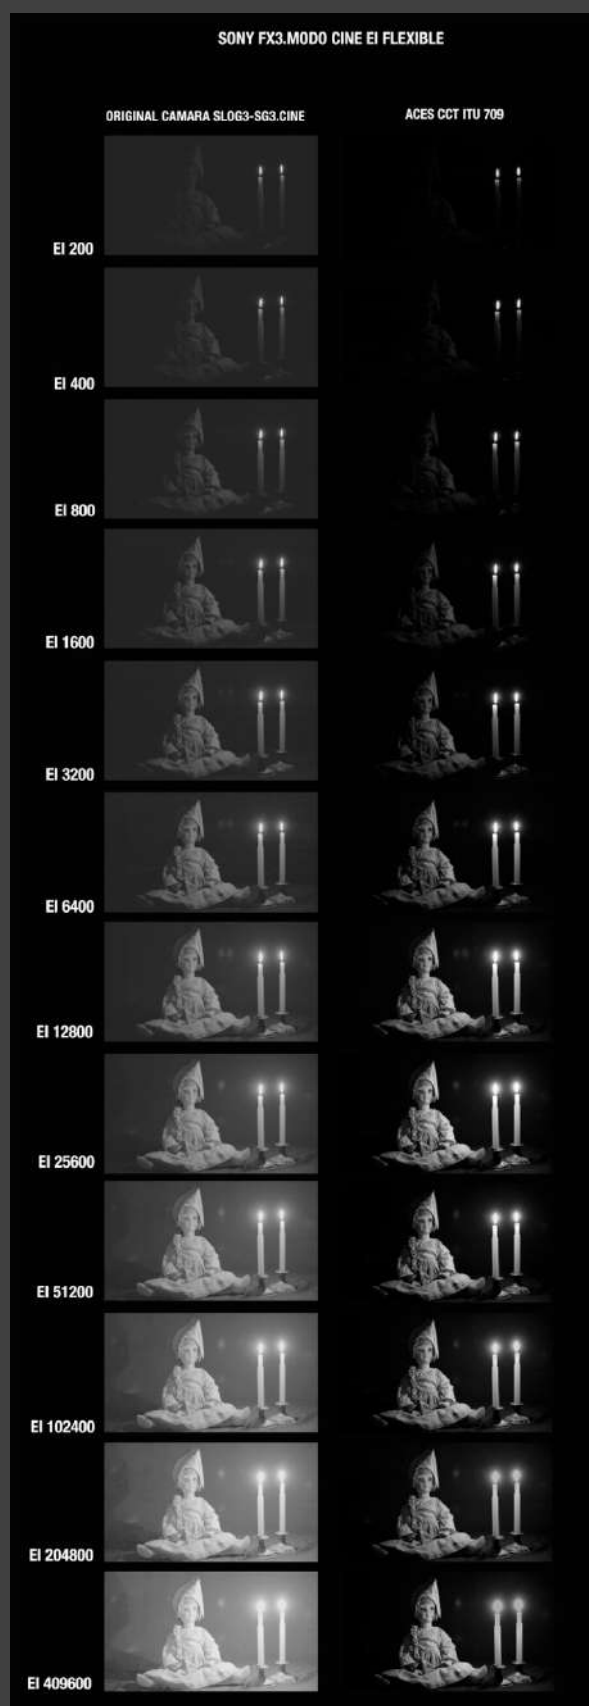 SONY FX3.MODO CINE EI FLEXIBLE
ORIGINAL CAMARA SLOG3-SG3.CINE
ACES CCT ITU 709
EI 200
EI 400
EI 800
EI 1600
EI 3200
EI 6400
EI 12800
EI 25600
EI 51200
EI 102400
EI 204800
EI 409600